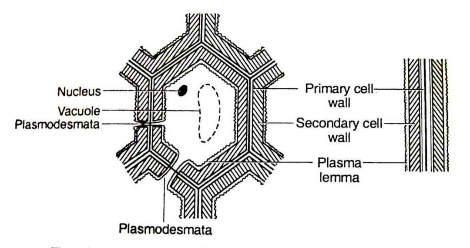 Nucleus
Vacuole
Plasmodesmata
Primary cell
wall
Secondary cell
wall
Plasma
lemma
Plasmodesmata